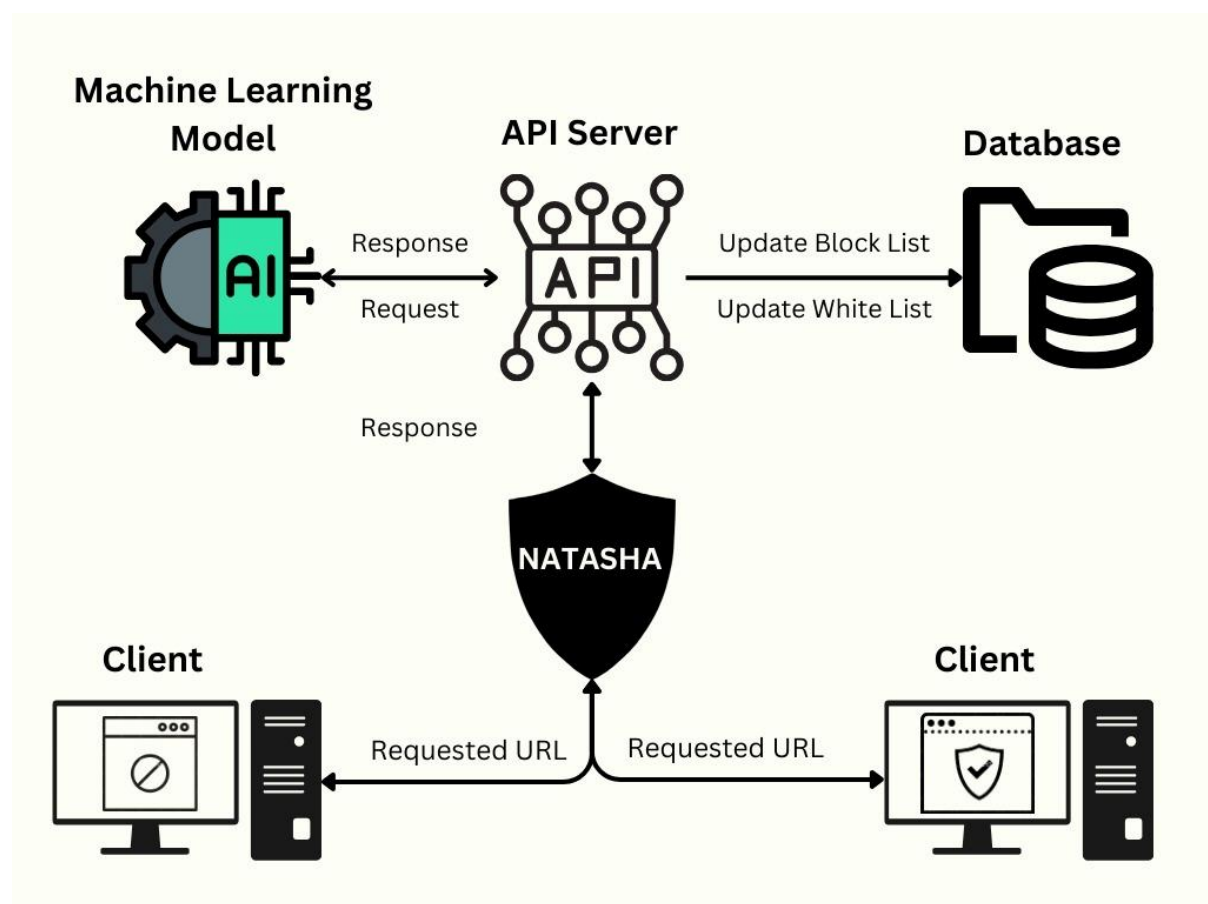 Machine Learning
Model
API Server
Database
AI
Response
Request
API
Update Block List
Update White List
Response
NATASHA
Client
Client
Requested URL
Requested URL